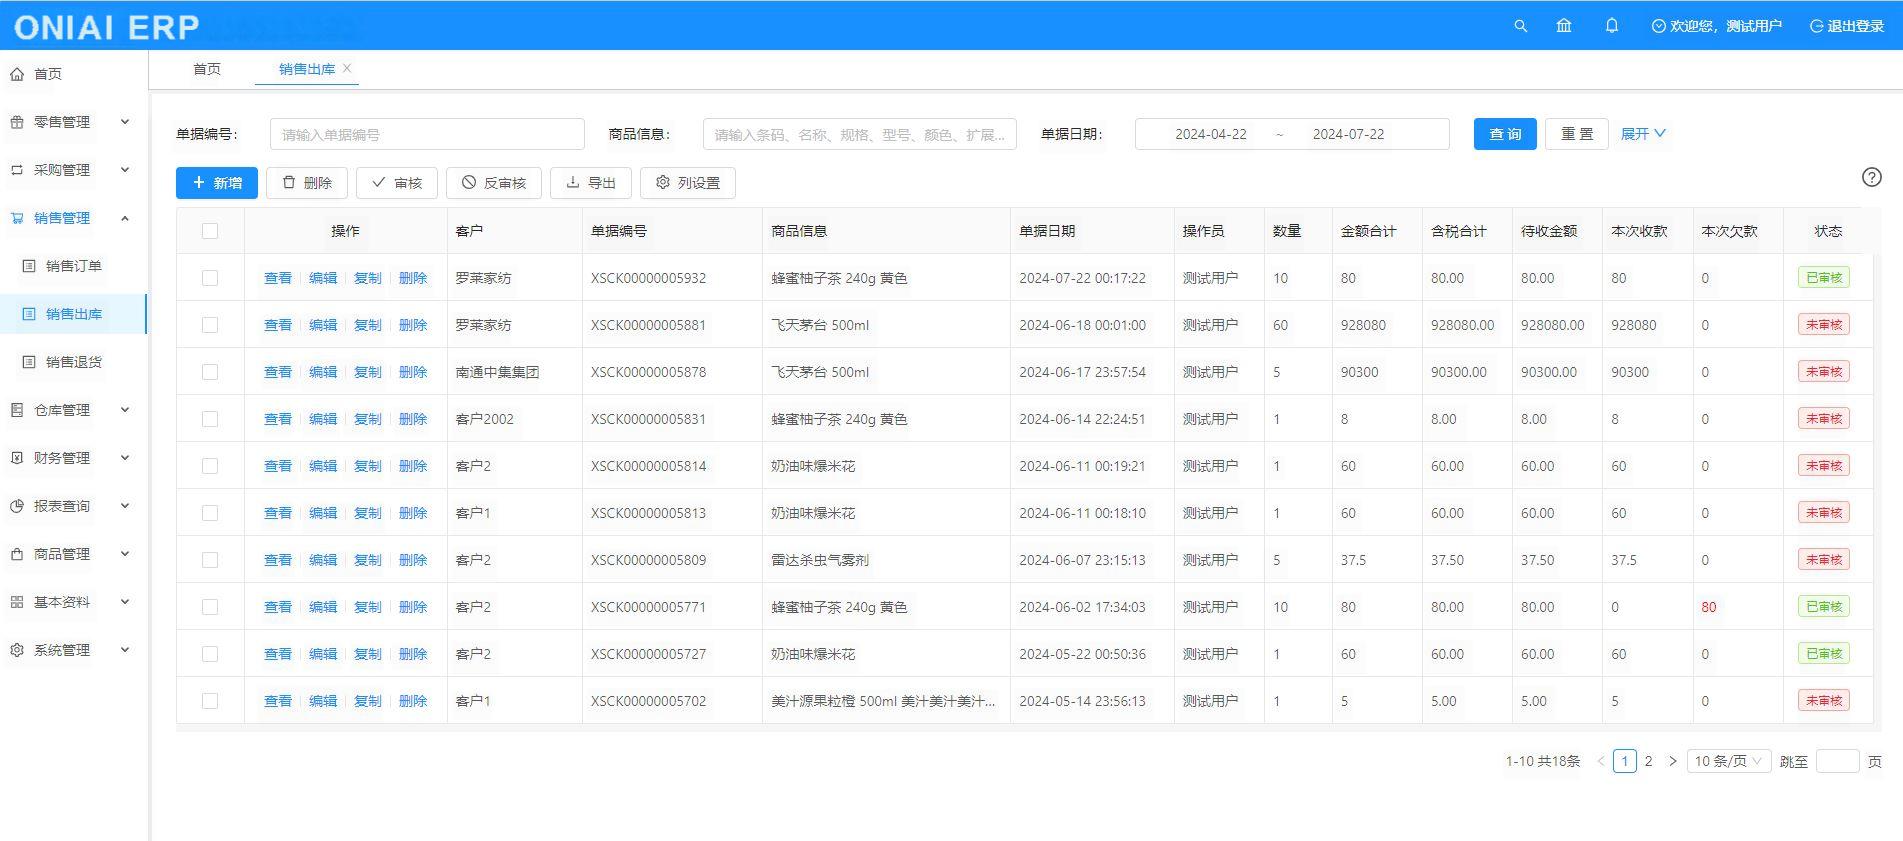 ONIAI ERP
欢迎您，测试用户 退出登录
首页 销售出库
首页
零售管理
采购管理
销售管理
销售订单
销售出库
销售退货
仓库管理
财务管理
报表查询
商品管理
基本资料
系统管理
单据编号： 请输入单据编号 商品信息： 请输入条码、名称、规格、型号、颜色、扩展... 单据日期： 2024-04-22 ~ 2024-07-22 查 询 重 置 展开
新增 删除 审核 反审核 导出 列设置
操作 客户 单据编号 商品信息 单据日期 操作员 数量 金额合计 含税合计 待收金额 本次收款 本次欠款 状态
查看 编辑 复制 删除 罗莱家纺 XSCK00000005932 蜂蜜柚子茶 240g 黄色 2024-07-22 00:17:22 测试用户 10 80 80.00 80.00 80 0 已审核
查看 编辑 复制 删除 罗莱家纺 XSCK00000005881 飞天茅台 500ml 2024-06-18 00:01:00 测试用户 60 928080 928080.00 928080.00 928080 0 未审核
查看 编辑 复制 删除 南通中集集团 XSCK00000005878 飞天茅台 500ml 2024-06-17 23:57:54 测试用户 5 90300 90300.00 90300.00 90300 0 未审核
查看 编辑 复制 删除 客户2002 XSCK00000005831 蜂蜜柚子茶 240g 黄色 2024-06-14 22:24:51 测试用户 1 8 8.00 8.00 8 0 未审核
查看 编辑 复制 删除 客户2 XSCK00000005814 奶油味爆米花 2024-06-11 00:19:21 测试用户 1 60 60.00 60.00 60 0 未审核
查看 编辑 复制 删除 客户1 XSCK00000005813 奶油味爆米花 2024-06-11 00:18:10 测试用户 1 60 60.00 60.00 60 0 未审核
查看 编辑 复制 删除 客户2 XSCK00000005809 雷达杀虫气雾剂 2024-06-07 23:15:13 测试用户 5 37.5 37.50 37.50 37.5 0 未审核
查看 编辑 复制 删除 客户2 XSCK00000005771 蜂蜜柚子茶 240g 黄色 2024-06-02 17:34:03 测试用户 10 80 80.00 80.00 0 80 已审核
查看 编辑 复制 删除 客户2 XSCK00000005727 奶油味爆米花 2024-05-22 00:50:36 测试用户 1 60 60.00 60.00 60 0 已审核
查看 编辑 复制 删除 客户1 XSCK00000005702 美汁源果粒橙 500ml 美汁美汁美汁... 2024-05-14 23:56:13 测试用户 1 5 5.00 5.00 5 0 未审核
1-10 共18条 < 1 2 > 10 条/页 跳至 页